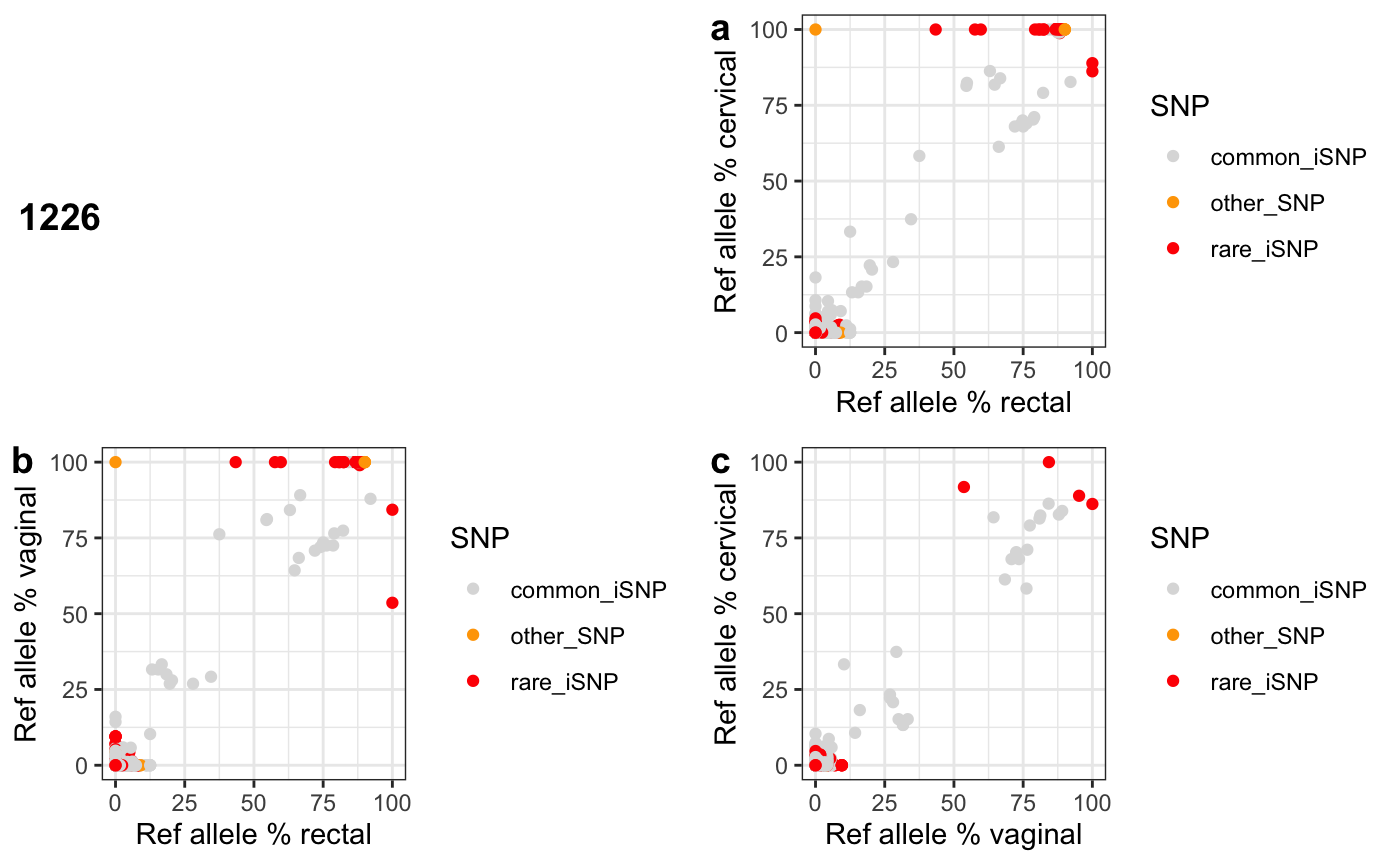 1226
a
Ref allele % cervical
100
75
50
25
0
0 25 50 75 100
Ref allele % rectal
SNP
common_iSNP
other_SNP
rare_iSNP
b
Ref allele % vaginal
100
75
50
25
0
0 25 50 75 100
Ref allele % rectal
SNP
common_iSNP
other_SNP
rare_iSNP
c
Ref allele % cervical
100
75
50
25
0
0 25 50 75 100
Ref allele % vaginal
SNP
common_iSNP
other_SNP
rare_iSNP